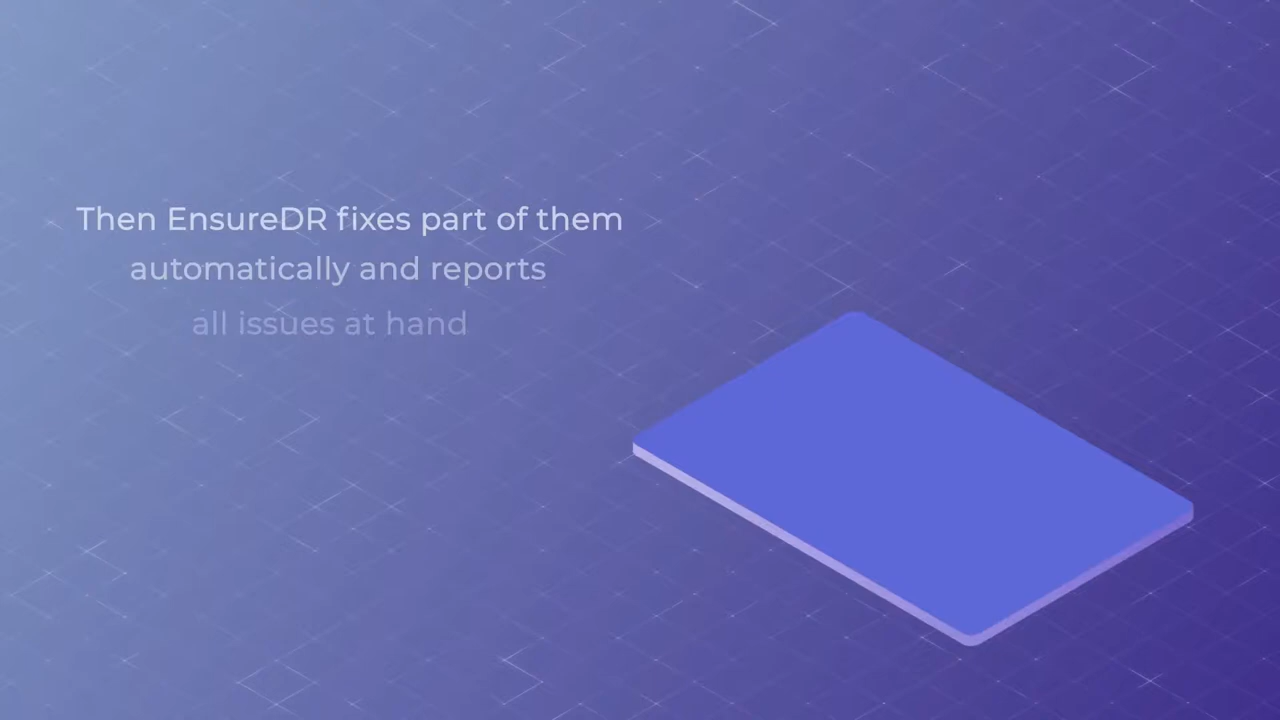 Then EnsureDR fixes part of them
automatically and reports
all issues at hand